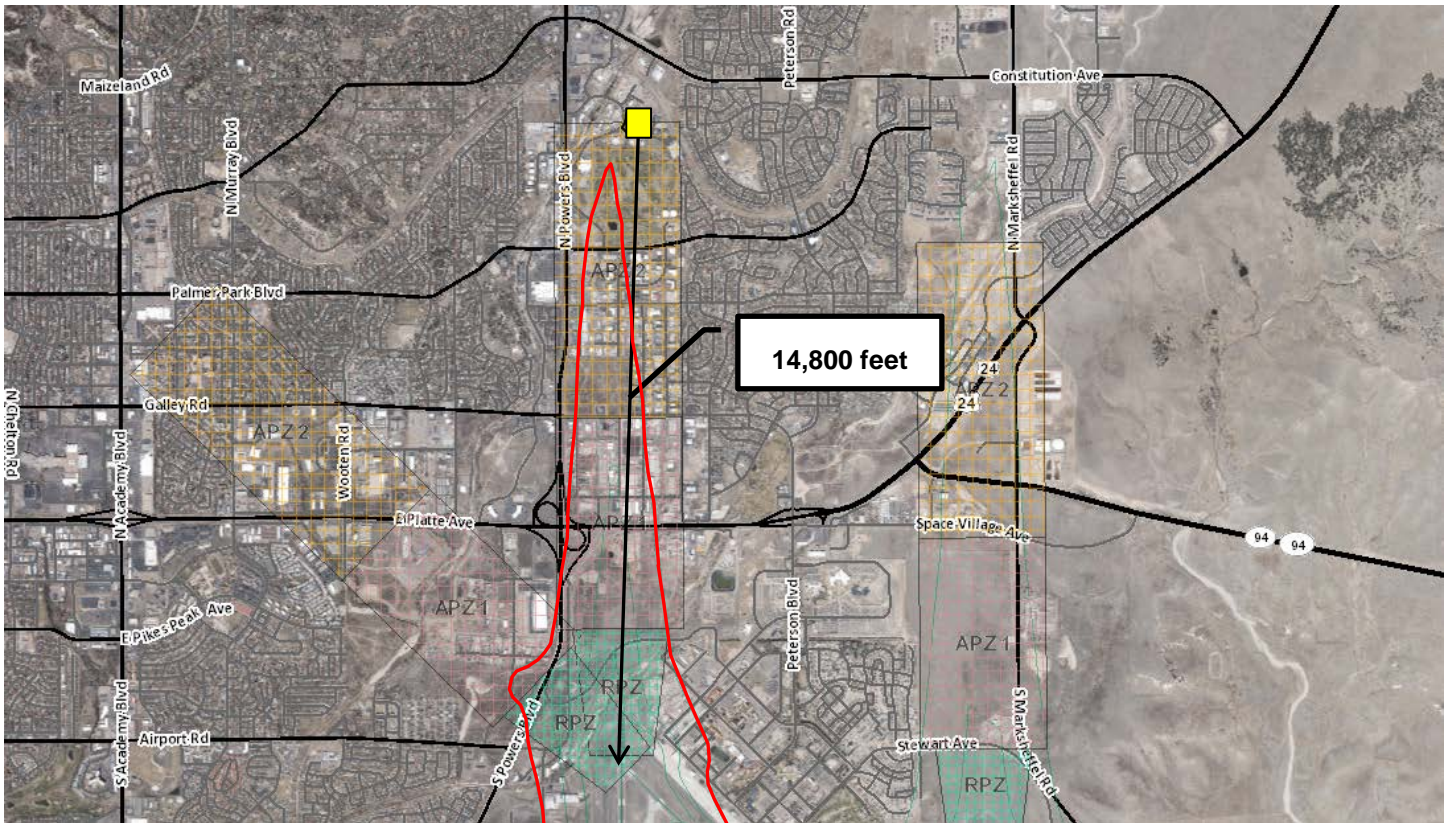 Peterson Rd
Constitution Ave
Maizeland Rd
N Murray Blvd
N Powers Blvd
N Marksheffel Rd
APZ 2
Palmer Park Blvd
14,800 feet
24
APZ 2
24
N Chelton Rd
Galley Rd
APZ 2
Wooten Rd
N Academy Blvd
E Platte Ave
APZ 1
Space Village Ave
94
94
E Pikes Peak Ave
APZ 1
Peterson Blvd
APZ 1
RPZ
RPZ
S Academy Blvd
Airport Rd
S Powers Blvd
Stewart Ave
S Marksheffel Rd
RPZ